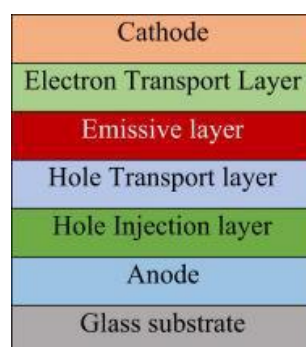 Cathode
Electron Transport Layer
Emissive layer
Hole Transport layer
Hole Injection layer
Anode
Glass substrate